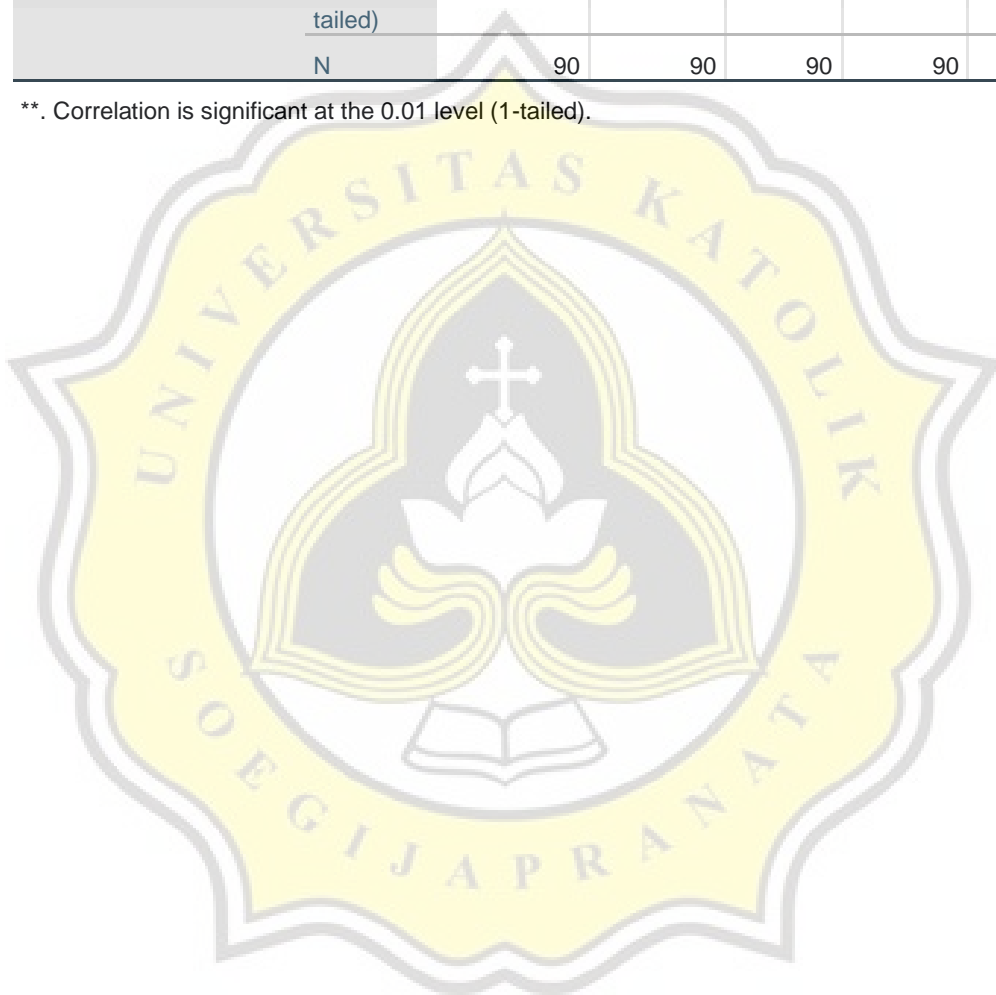 tailed)
N 90 90 90 90
**. Correlation is significant at the 0.01 level (1-tailed).
UNIVERSITAS KATOLIK
SOEGIJAPRANATA